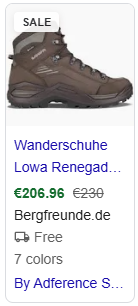 SALE
Wanderschuhe
Lowa Renegad...
€206.96 €230
Bergfreunde.de
Free
7 colors
By Adference S...